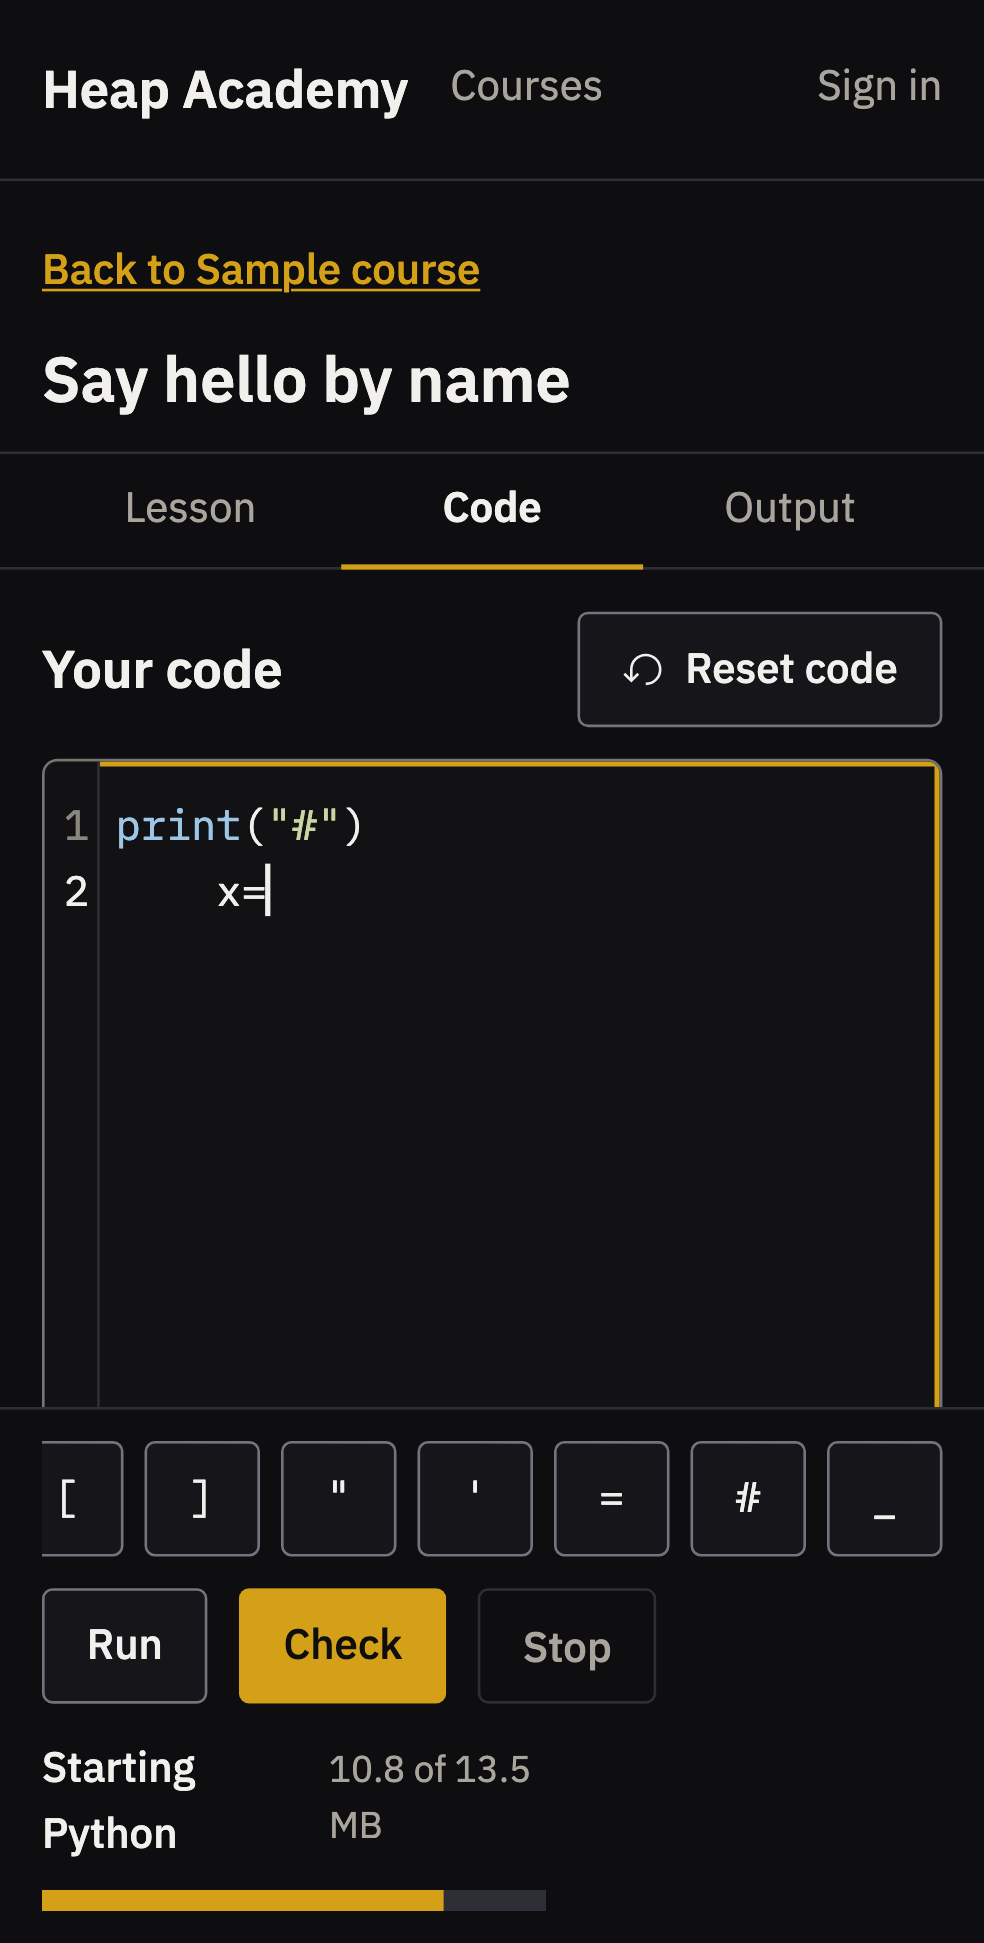 Heap Academy Courses Sign in
Back to Sample course
Say hello by name
Lesson Code Output
Your code Reset code
1 print("#")
2     x=
[ ] " ' = # _
Run Check Stop
Starting Python 10.8 of 13.5 MB